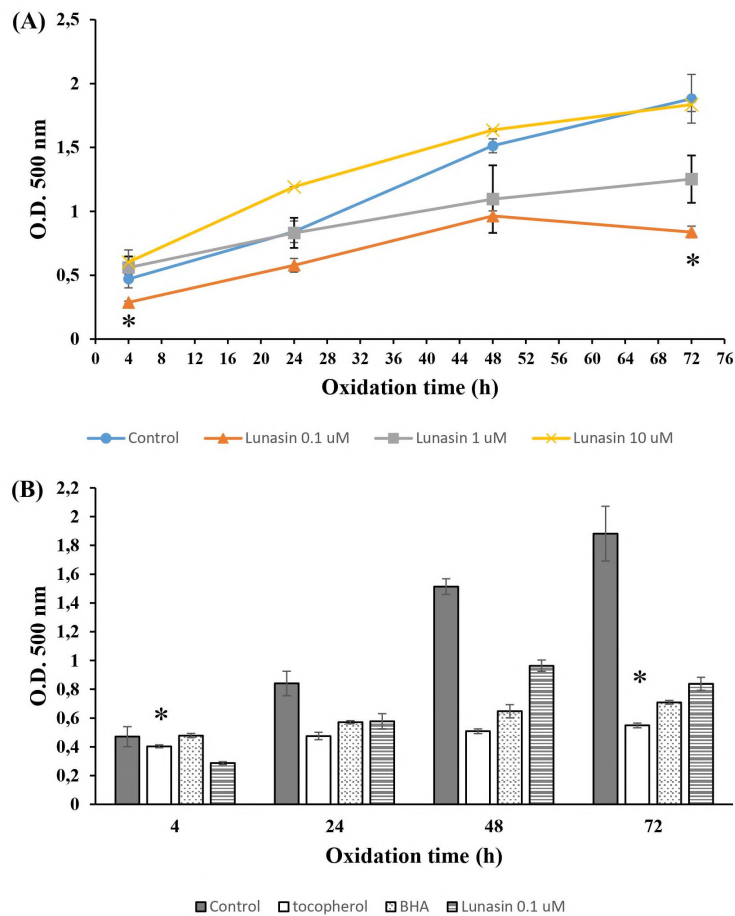 (A)
2,5
2
1,5
1
0,5
0
O.D. 500 nm
*
*
0 4 8 12 16 20 24 28 32 36 40 44 48 52 56 60 64 68 72 76
Oxidation time (h)
Control Lunasin 0.1 uM Lunasin 1 uM Lunasin 10 uM
(B)
2,2
2
1,8
1,6
1,4
1,2
1
0,8
0,6
0,4
0,2
0
O.D. 500 nm
*
*
4 24 48 72
Oxidation time (h)
Control tocopherol BHA Lunasin 0.1 uM